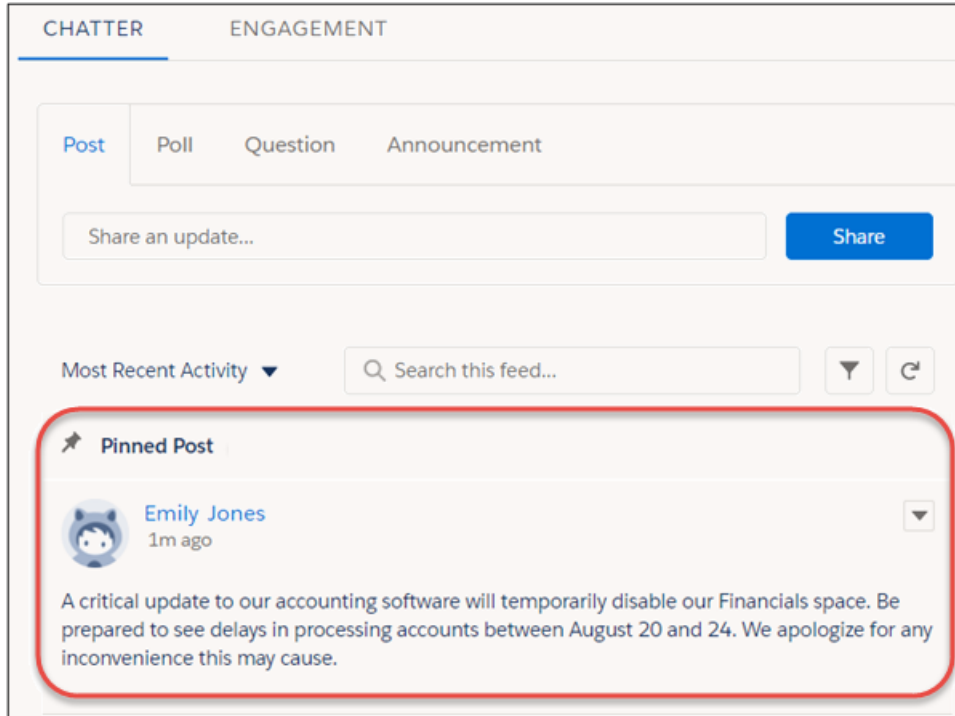 CHATTER ENGAGEMENT
Post Poll Question Announcement
Share an update... Share
Most Recent Activity Search this feed...
Pinned Post
Emily Jones
1m ago
A critical update to our accounting software will temporarily disable our Financials space. Be
prepared to see delays in processing accounts between August 20 and 24. We apologize for any
inconvenience this may cause.